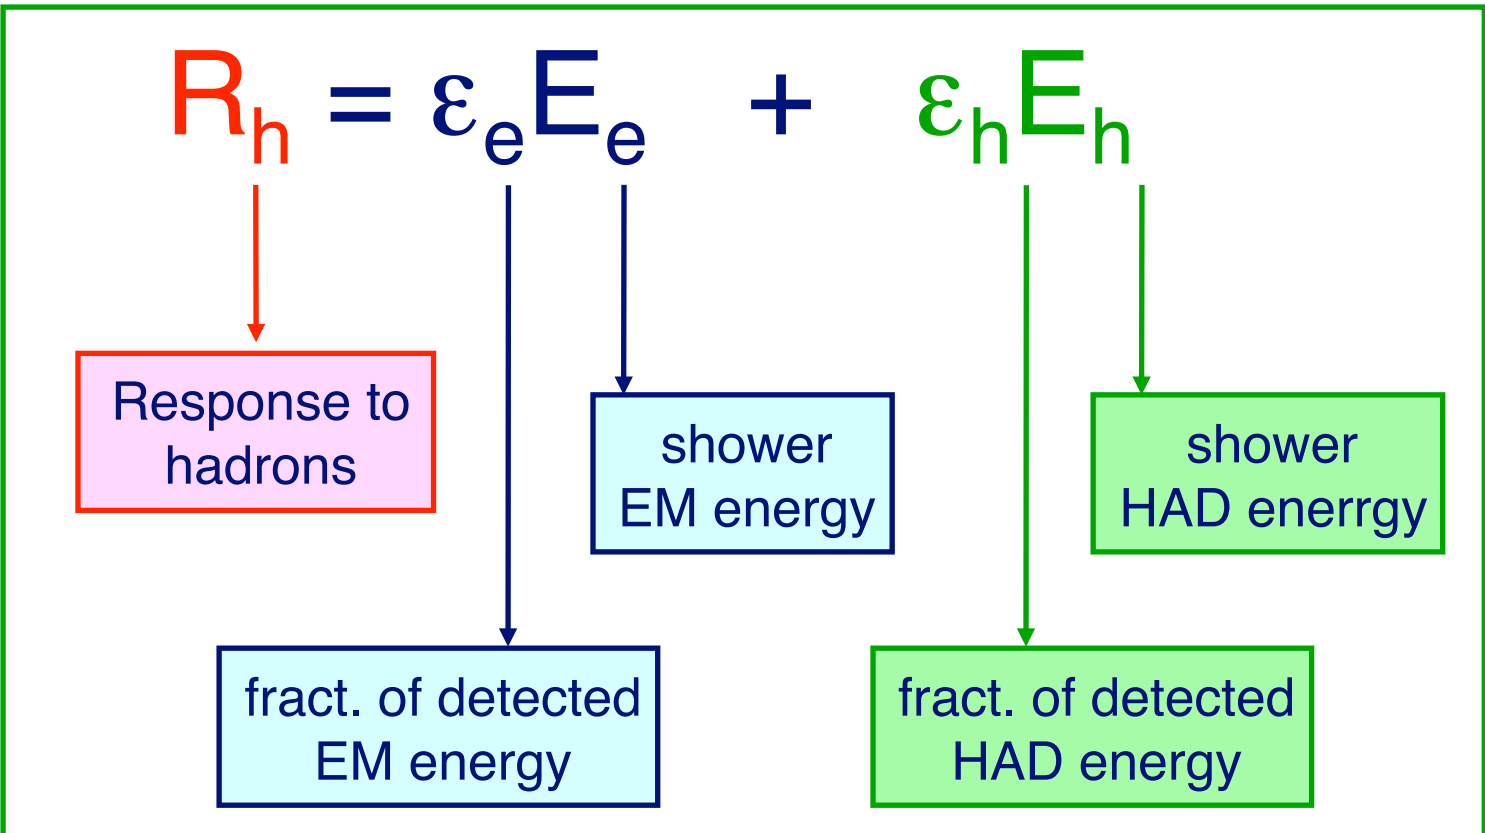 Rh = εeEe + εhEh
Response to
hadrons
shower
EM energy
shower
HAD enerrgy
fract. of detected
EM energy
fract. of detected
HAD energy